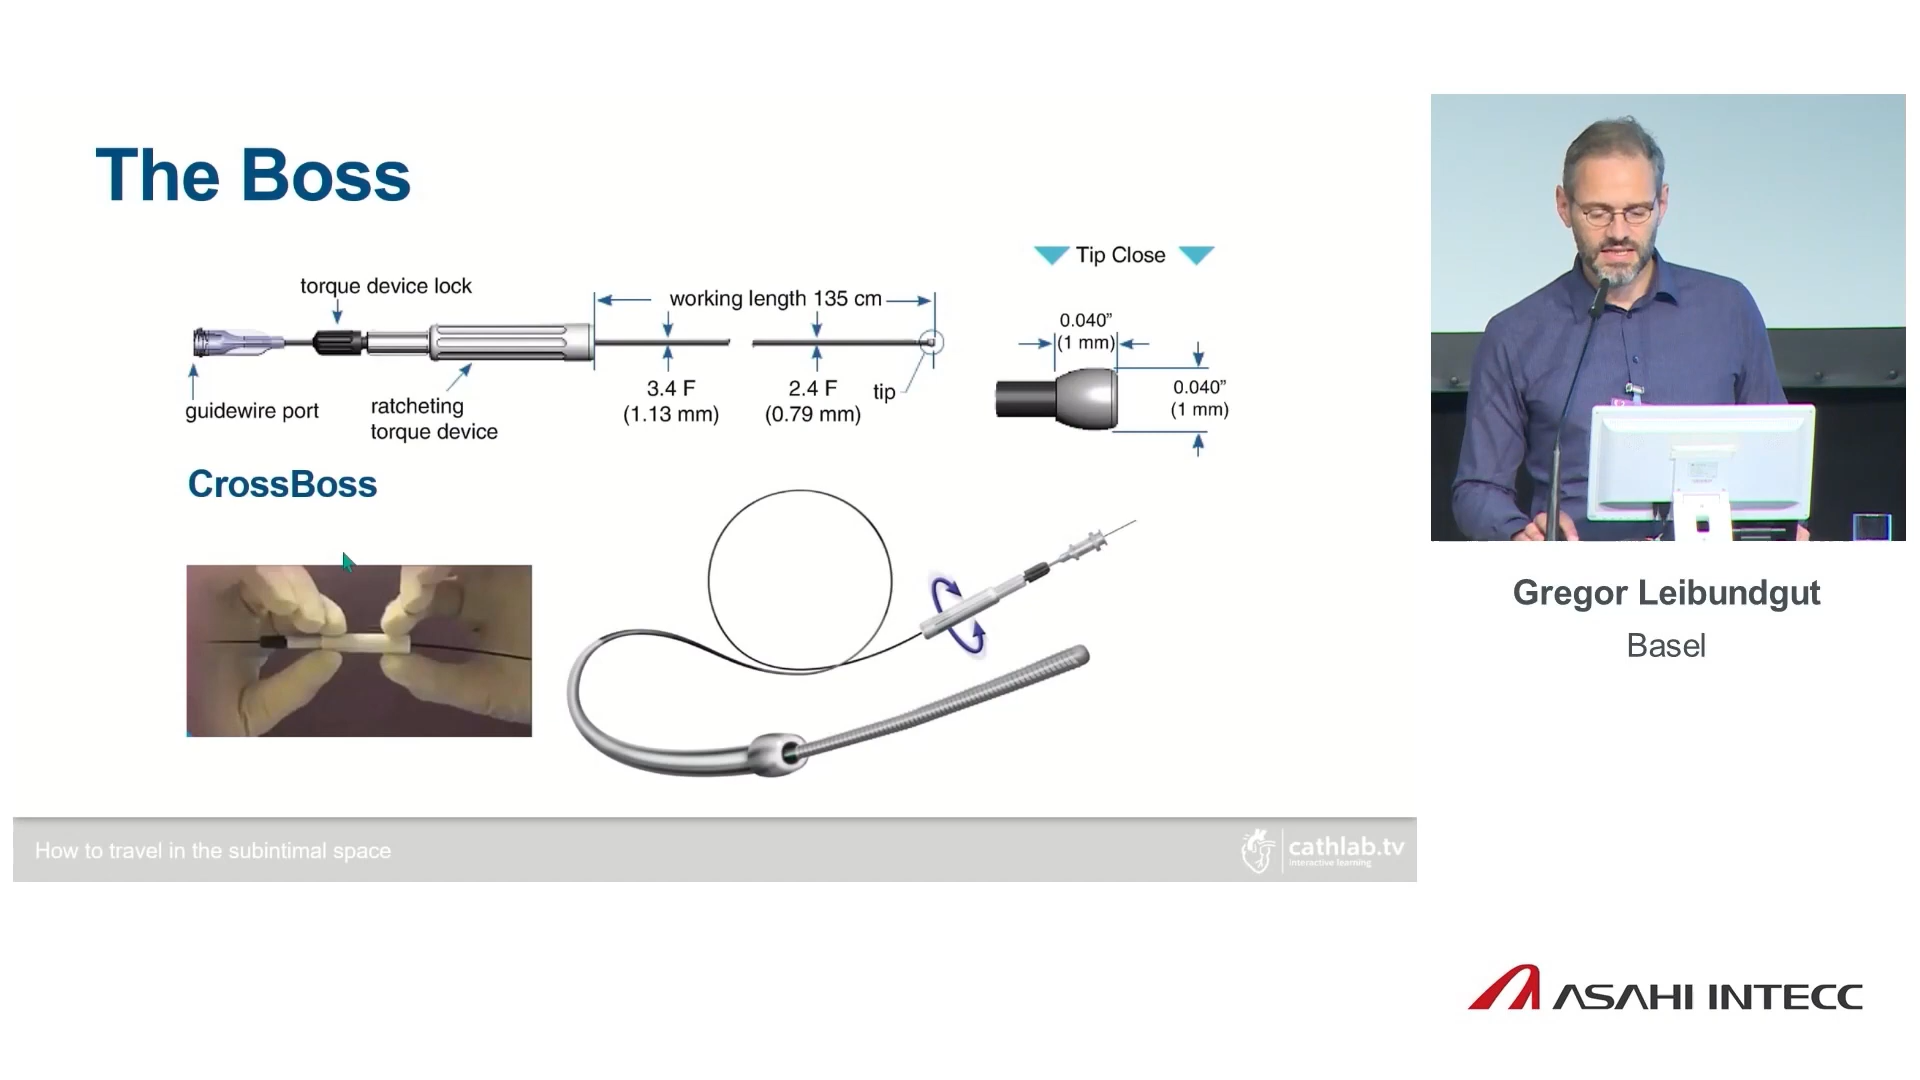 The Boss
torque device lock
working length 135 cm
guidewire port
ratcheting
torque device
3.4 F
(1.13 mm)
2.4 F
(0.79 mm)
tip
Tip Close
0.040”
(1 mm)
0.040”
(1 mm)
CrossBoss
How to travel in the subintimal space
cathlab.tv
interactive learning
Gregor Leibundgut
Basel
ASAHI INTECC